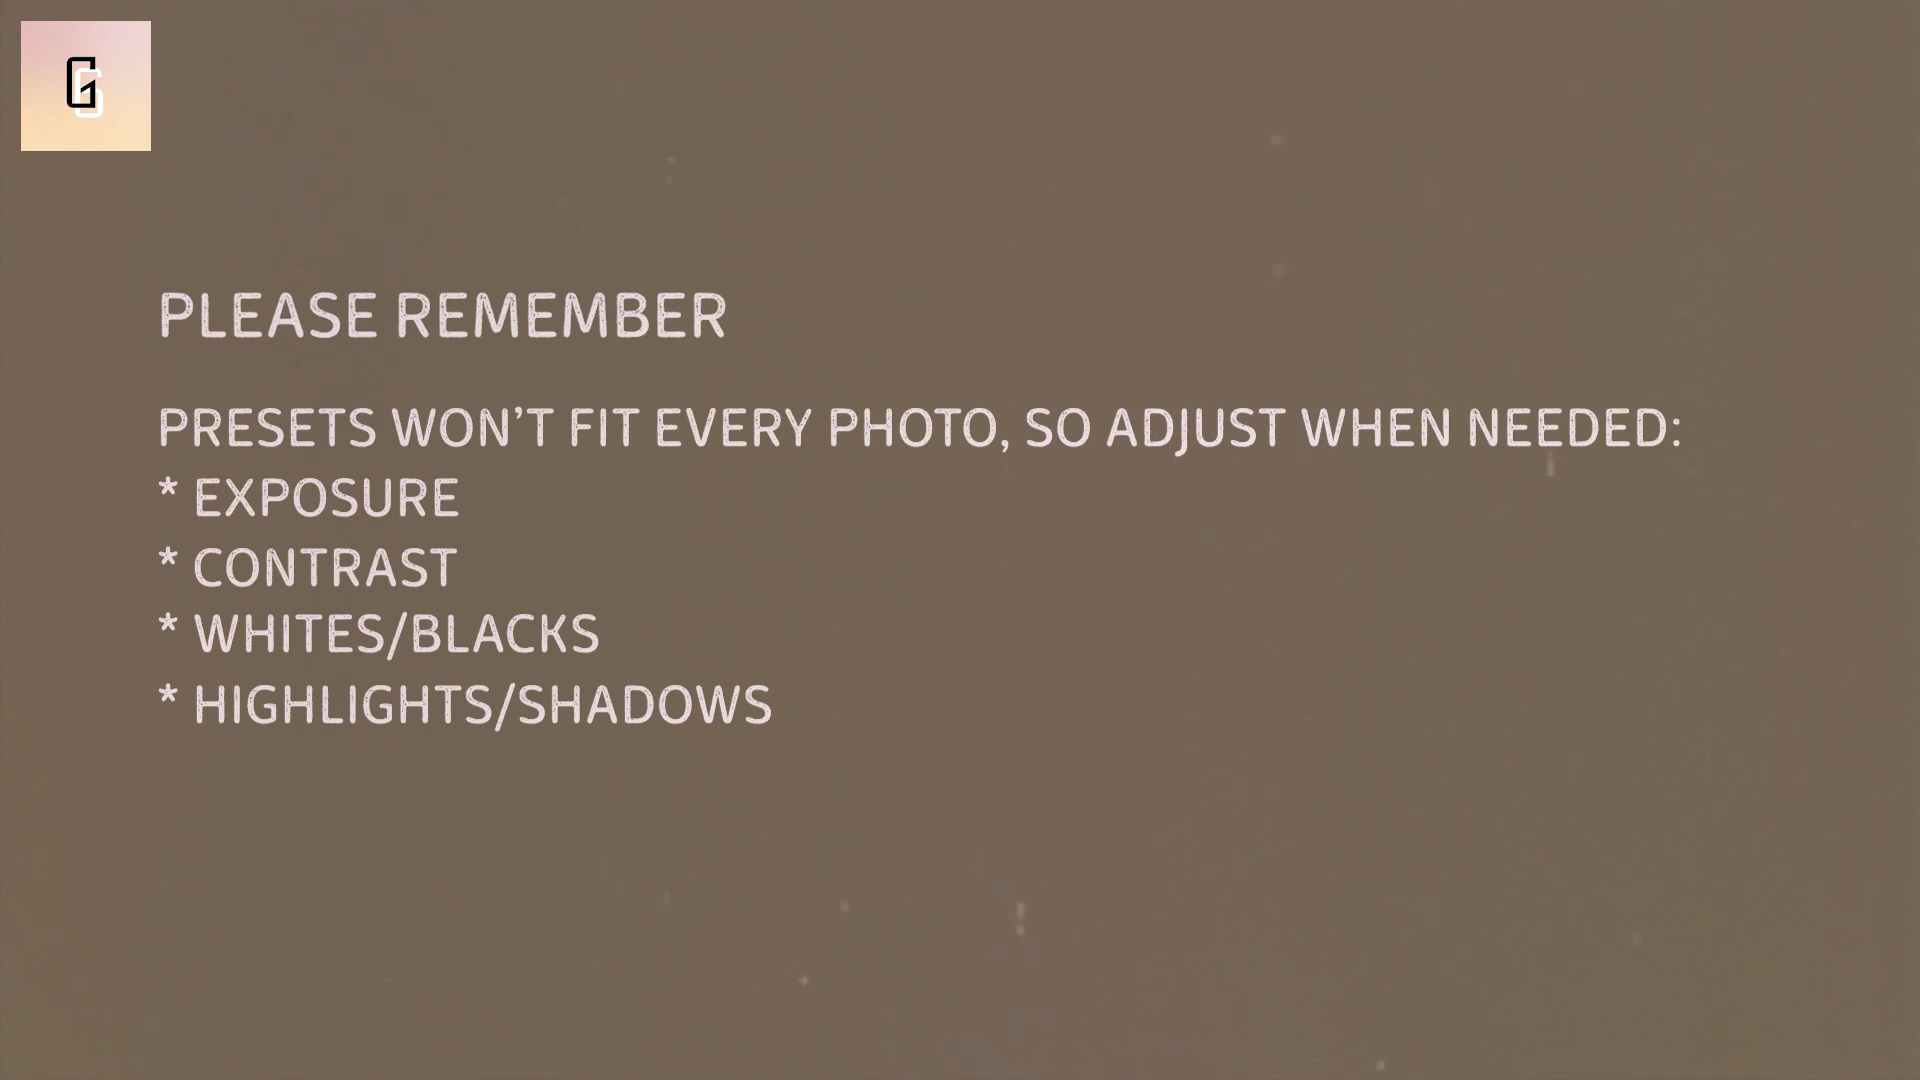 G
PLEASE REMEMBER
PRESETS WON’T FIT EVERY PHOTO, SO ADJUST WHEN NEEDED:
* EXPOSURE
* CONTRAST
* WHITES/BLACKS
* HIGHLIGHTS/SHADOWS